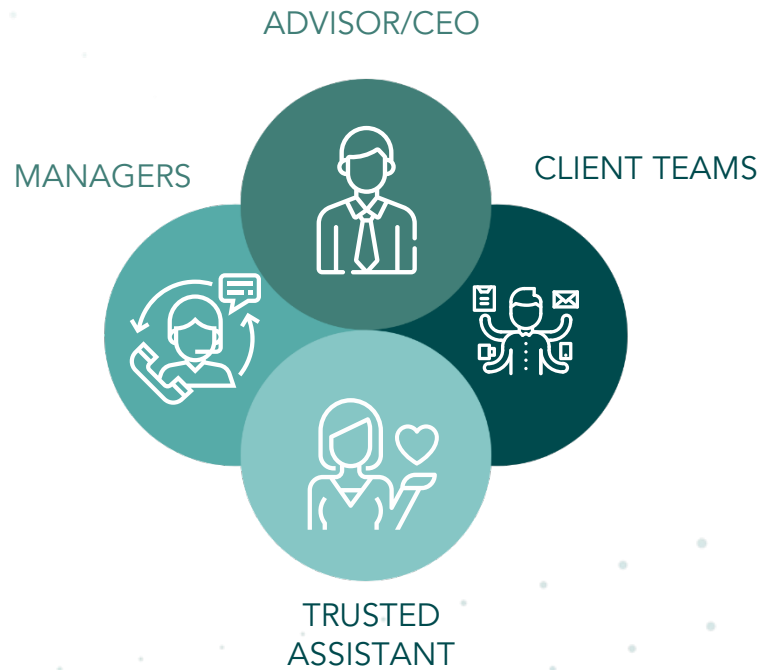 ADVISOR/CEO
MANAGERS
CLIENT TEAMS
TRUSTED
ASSISTANT